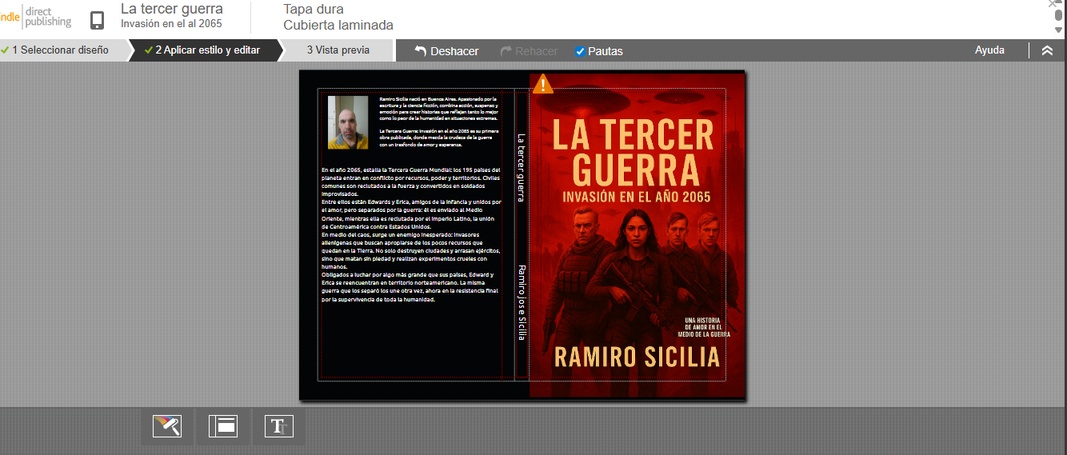 ndle direct
publishing
La tercer guerra
Invasión en el al 2065
Tapa dura
Cubierta laminada
1 Seleccionar diseño
2 Aplicar estilo y editar
3 Vista previa
Deshacer
Rehacer
Pautas
Ayuda
Ramiro Sicilia nació en Buenos Aires. Apasionado por la
escritura y la ciencia ficción, combina acción, suspenso y
emoción para crear historias que reflejan tanto lo mejor
como lo peor de la humanidad en situaciones extremas.
La Tercera Guerra: Invasión en el año 2065 es su primera
obra publicada, donde mezcla la crudeza de la guerra
con un trasfondo de amor y esperanza.
En el año 2065, estalla la Tercera Guerra Mundial: los 195 países del
planeta entran en conflicto por recursos, poder y territorios. Civiles
comunes son reclutados a la fuerza y convertidos en soldados
improvisados.
Entre ellos están Edwards y Erica, amigos de la infancia y unidos por
el amor, pero separados por la guerra: él es enviado al Medio
Oriente, mientras ella es reclutada por el Imperio Latino, la unión
de Centroamérica contra Estados Unidos.
En medio del caos, surge un enemigo inesperado: invasores
alienígenas que buscan apropiarse de los pocos recursos que
quedan en la Tierra. No solo destruyen ciudades y arrasan ejércitos,
sino que matan sin piedad y realizan experimentos crueles con
humanos.
Obligados a luchar por algo más grande que sus países, Edward y
Erica se reencuentran en territorio norteamericano. La misma
guerra que los separó los une otra vez, ahora en la resistencia final
por la supervivencia de toda la humanidad.
La tercer guerra
Ramiro jose Sicilia
LA TERCER
GUERRA
INVASIÓN EN EL AÑO 2065
UNA HISTORIA
DE AMOR EN EL
MEDIO DE LA GUERRA
RAMIRO SICILIA